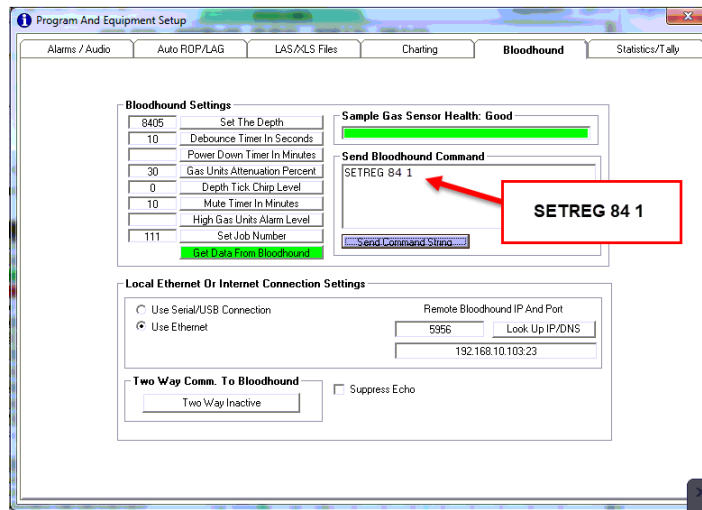 Program And Equipment Setup
Alarms / Audio
Auto ROP/LAG
LAS/XLS Files
Charting
Bloodhound
Statistics/Tally
Bloodhound Settings
8405 Set The Depth
10 Debounce Timer In Seconds
Power Down Timer In Minutes
30 Gas Units Attenuation Percent
0 Depth Tick Chirp Level
10 Mute Timer In Minutes
High Gas Units Alarm Level
111 Set Job Number
Get Data From Bloodhound
Sample Gas Sensor Health: Good
Send Bloodhound Command
SETREG 84 1
SETREG 84 1
Send Command String
Local Ethernet Or Internet Connection Settings
Use Serial/USB Connection
Use Ethernet
Remote Bloodhound IP And Port
5956 Look Up IP/DNS
192.168.10.103:23
Two Way Comm. To Bloodhound
Two Way Inactive
Suppress Echo